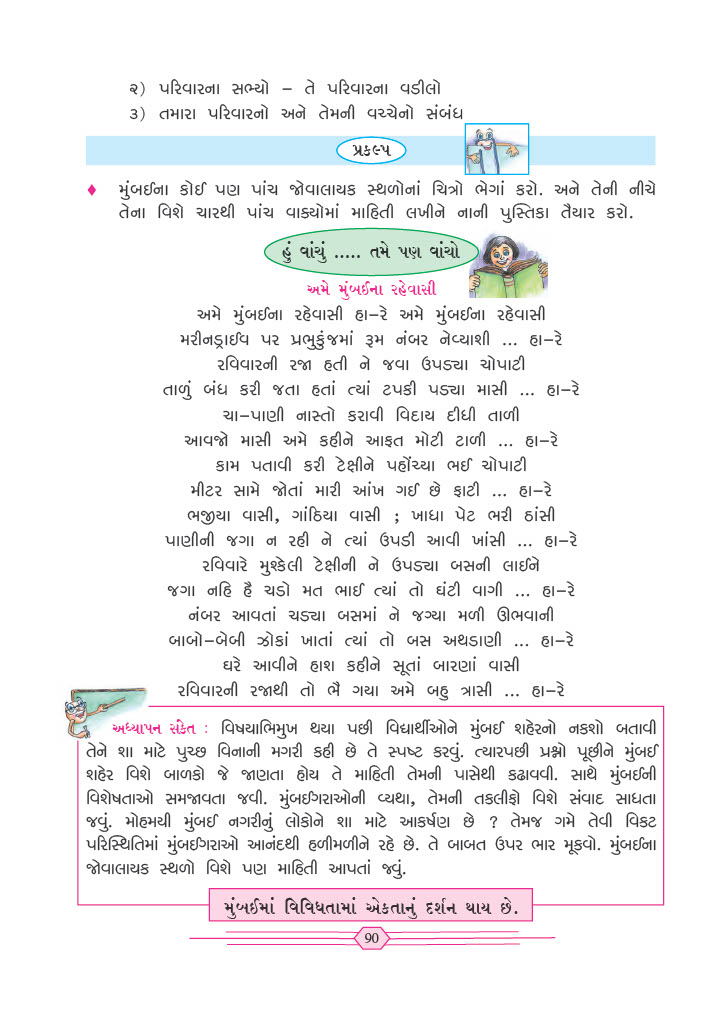 ૨) પરિવારના સભ્યો – તે પરિવારના વડીલો
૩) તમારા પરિવારનો અને તેમની વચ્ચેનો સંબંધ
પ્રકલ્પ
♦ મુંબઈના કોઈ પણ પાંચ જોવાલાયક સ્થળોનાં ચિત્રો ભેગાં કરો. અને તેની નીચે
તેના વિશે ચારથી પાંચ વાક્યોમાં માહિતી લખીને નાની પુસ્તિકા તૈયાર કરો.
હું વાંચું ..... તમે પણ વાંચો
અમે મુંબઈના રહેવાસી
અમે મુંબઈના રહેવાસી હા–રે અમે મુંબઈના રહેવાસી
મરીનડ્રાઈવ પર પ્રભુકુંજમાં રૂમ નંબર નેવ્યાશી ... હા–રે
રવિવારની રજા હતી ને જવા ઉપડ્યા ચોપાટી
તાળું બંધ કરી જતા હતાં ત્યાં ટપકી પડ્યા માસી ... હા–રે
ચા–પાણી નાસ્તો કરાવી વિદાય દીધી તાળી
આવજો માસી અમે કહીને આફત મોટી ટાળી ... હા–રે
કામ પતાવી કરી ટેક્ષીને પહોંચ્યા ભઈ ચોપાટી
મીટર સામે જોતાં મારી આંખ ગઈ છે ફાટી ... હા–રે
ભજીયા વાસી, ગાંઠિયા વાસી ; ખાધા પેટ ભરી ઠાંસી
પાણીની જગા ન રહી ને ત્યાં ઉપડી આવી ખાંસી ... હા–રે
રવિવારે મુશ્કેલી ટેક્ષીની ને ઉપડ્યા બસની લાઈને
જગા નહિ હૈ ચડો મત ભાઈ ત્યાં તો ઘંટી વાગી ... હા–રે
નંબર આવતાં ચડ્યા બસમાં ને જગ્યા મળી ઊભવાની
બાબો–બેબી ઝોકાં ખાતાં ત્યાં તો બસ અથડાણી ... હા–રે
ઘરે આવીને હાશ કહીને સૂતાં બારણાં વાસી
રવિવારની રજાથી તો ભૈ ગયા અમે બહુ ત્રાસી ... હા–રે
અધ્યાપન સંકેત : વિષયાભિમુખ થયા પછી વિદ્યાર્થીઓને મુંબઈ શહેરનો નકશો બતાવી
તેને શા માટે પુચ્છ વિનાની મગરી કહી છે તે સ્પષ્ટ કરવું. ત્યારપછી પ્રશ્નો પૂછીને મુંબઈ
શહેર વિશે બાળકો જે જાણતા હોય તે માહિતી તેમની પાસેથી કઢાવવી. સાથે મુંબઈની
વિશેષતાઓ સમજાવતા જવી. મુંબઈગરાઓની વ્યથા, તેમની તકલીફો વિશે સંવાદ સાધતા
જવું. મોહમયી મુંબઈ નગરીનું લોકોને શા માટે આકર્ષણ છે ? તેમજ ગમે તેવી વિકટ
પરિસ્થિતિમાં મુંબઈગરાઓ આનંદથી હળીમળીને રહે છે. તે બાબત ઉપર ભાર મૂકવો. મુંબઈના
જોવાલાયક સ્થળો વિશે પણ માહિતી આપતાં જવું.
મુંબઈમાં વિવિધતામાં એકતાનું દર્શન થાય છે.
90